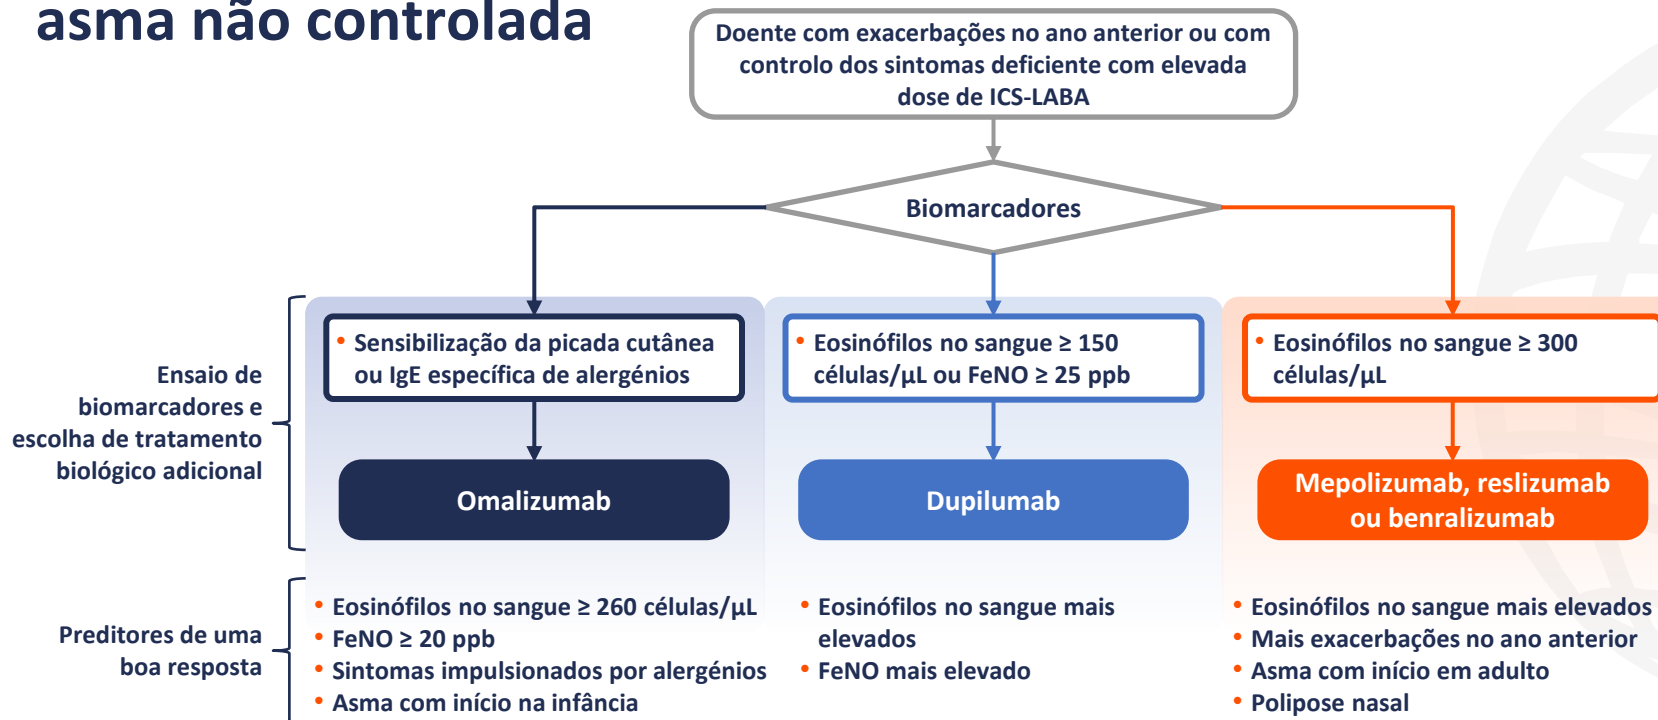 asma não controlada
Doente com exacerbações no ano anterior ou com
controlo dos sintomas deficiente com elevada
dose de ICS-LABA
Biomarcadores
Ensaio de
biomarcadores e
escolha de tratamento
biológico adicional
• Sensibilização da picada cutânea
ou IgE específica de alergénios
• Eosinófilos no sangue ≥ 150
células/µL ou FeNO ≥ 25 ppb
• Eosinófilos no sangue ≥ 300
células/µL
Omalizumab
Dupilumab
Mepolizumab, reslizumab
ou benralizumab
Preditores de uma
boa resposta
• Eosinófilos no sangue ≥ 260 células/µL
• FeNO ≥ 20 ppb
• Sintomas impulsionados por alergénios
• Asma com início na infância
• Eosinófilos no sangue mais
elevados
• FeNO mais elevado
• Eosinófilos no sangue mais elevados
• Mais exacerbações no ano anterior
• Asma com início em adulto
• Polipose nasal